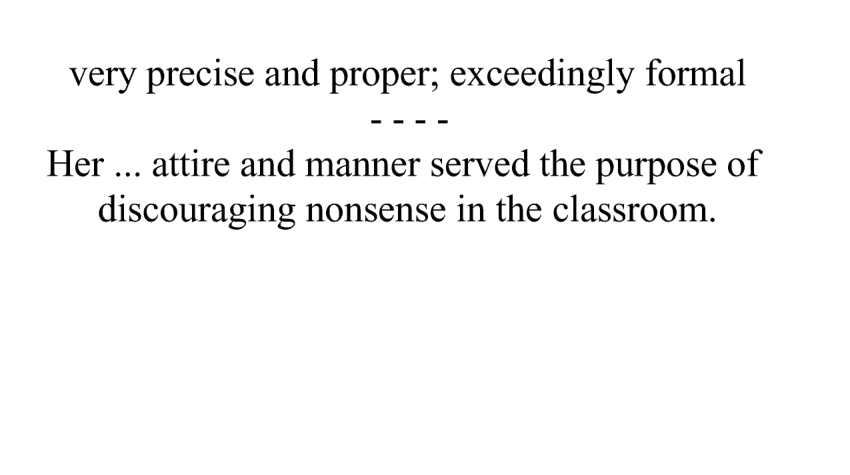 very precise and proper; exceedingly formal
- - - -
Her ... attire and manner served the purpose of
discouraging nonsense in the classroom.